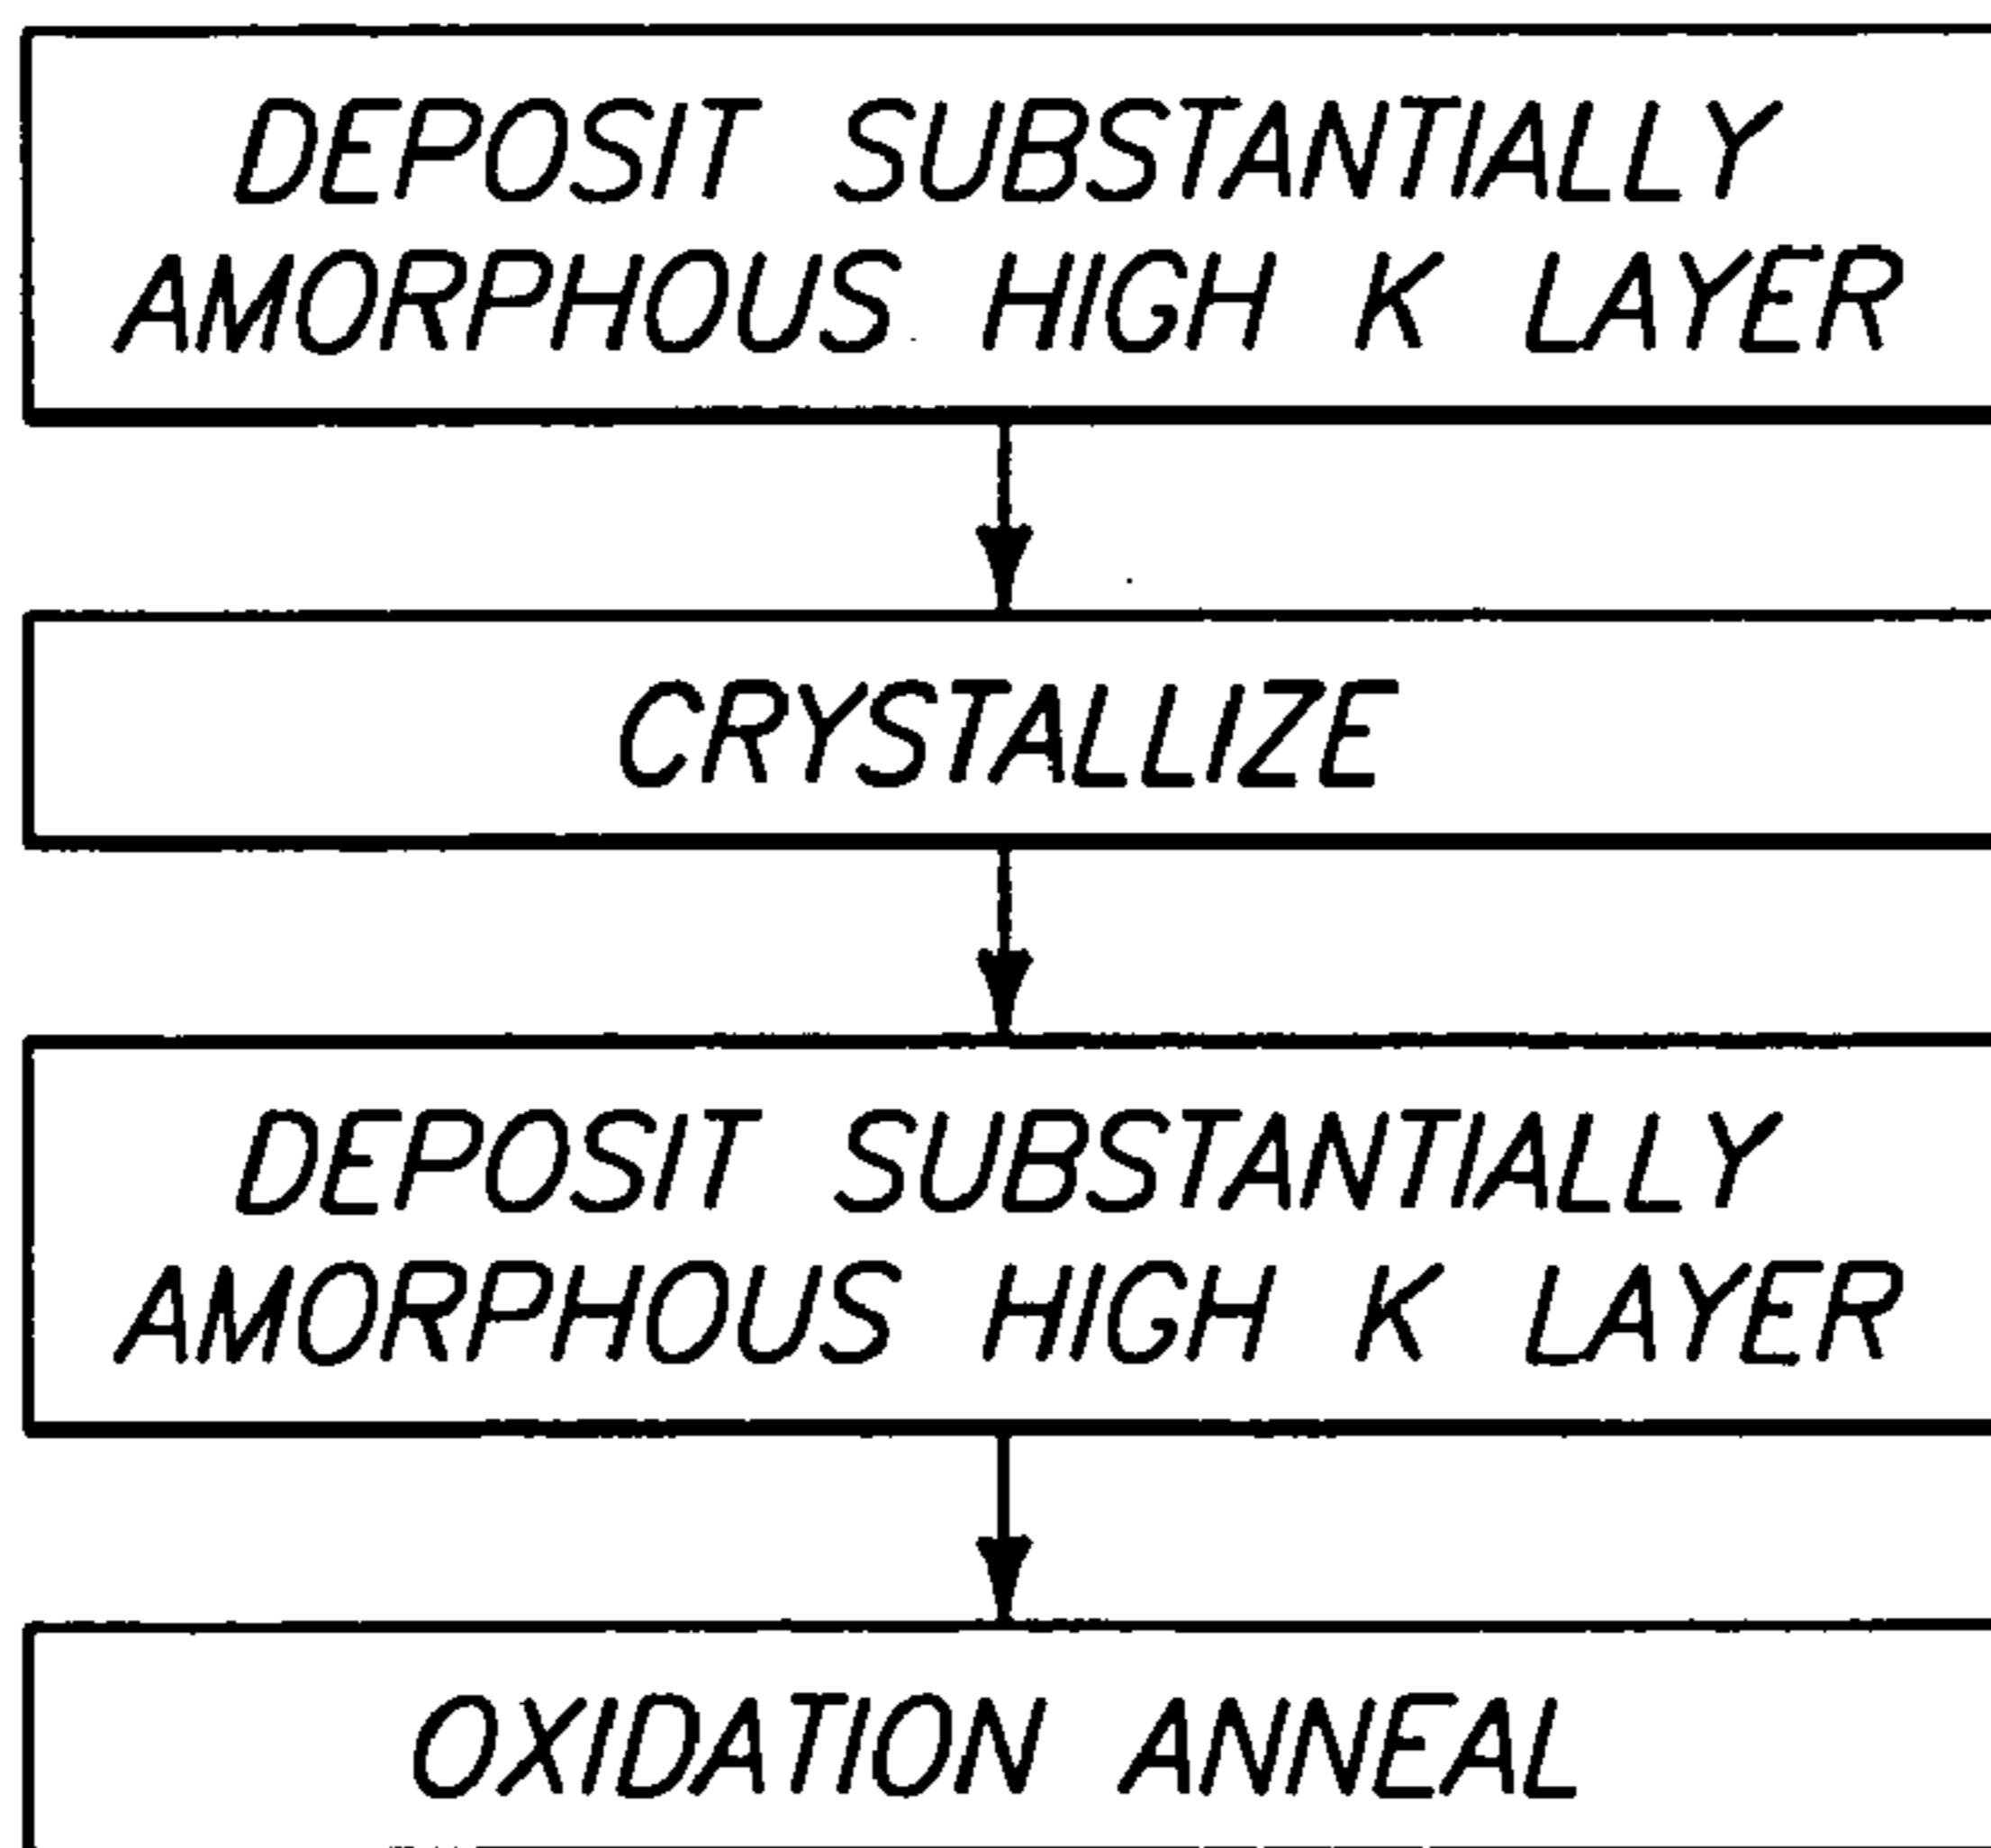 DEPOSIT SUBSTANTIALLY
AMORPHOUS HIGH K LAYER
CRYSTALLIZE
DEPOSIT SUBSTANTIALLY
AMORPHOUS HIGH K LAYER
OXIDATION ANNEAL